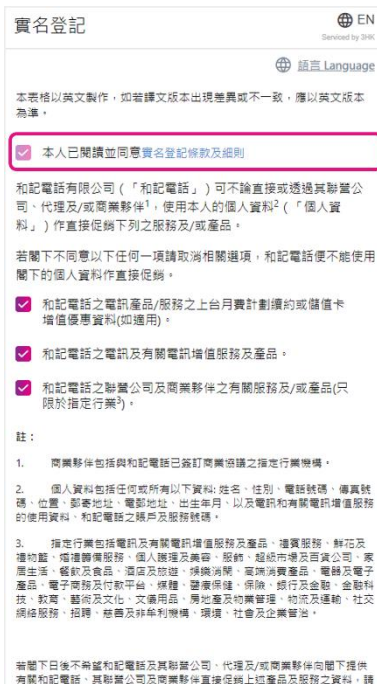 實名登記
EN
Serviced by 3HK
語言 Language
本表格以英文製作，如若譯文版本出現差異或不一致，應以英文版本
為準。
本人已閱讀並同意實名登記條款及細則
和記電話有限公司（「和記電話」）可不論直接或透過其聯營公
司、代理及/或商業夥伴1，使用本人的個人資料2（「個人資
料」）作直接促銷下列之服務及/或產品。
若閣下不同意以下任何一項請取消相關選項，和記電話便不能使用
閣下的個人資料作直接促銷。
和記電話之電訊產品/服務之上台月費計劃續約或儲值卡
增值優惠資料(如適用)。
和記電話之電訊及有關電訊增值服務及產品。
和記電話之聯營公司及商業夥伴之有關服務及/或產品(只
限於指定行業3)。
註：
1. 商業夥伴包括與和記電話已簽訂商業協議之指定行業機構。
2. 個人資料包括任何或所有以下資料: 姓名、性別、電話號碼、傳真號
碼、位置、郵寄地址、電郵地址、出生年月、以及電訊和有關電訊增值服務
的使用資料、和記電話之賬戶及服務號碼。
3. 指定行業包括電訊及有關電訊增值服務及產品、禮賓服務、鮮花及
禮物籃、婚禮籌備服務、個人護理及美容、服飾、超級市場及百貨公司、家
居生活、餐飲及食品、酒店及旅遊、娛樂消閒、高端消費產品、電器及電子
產品、電子商務及付款平台、媒體、醫療保健、保險、銀行及金融、金融科
技、教育、藝術及文化、文儀用品、房地產及物業管理、物流及運輸、社交
網絡服務、招聘、慈善及非牟利機構、環境、社會及企業管治。
若閣下日後不希望和記電話及其聯營公司、代理及/或商業夥伴向閣下提供
有關和記電話、其聯營公司及商業夥伴直接促銷上述產品及服務之資料，請